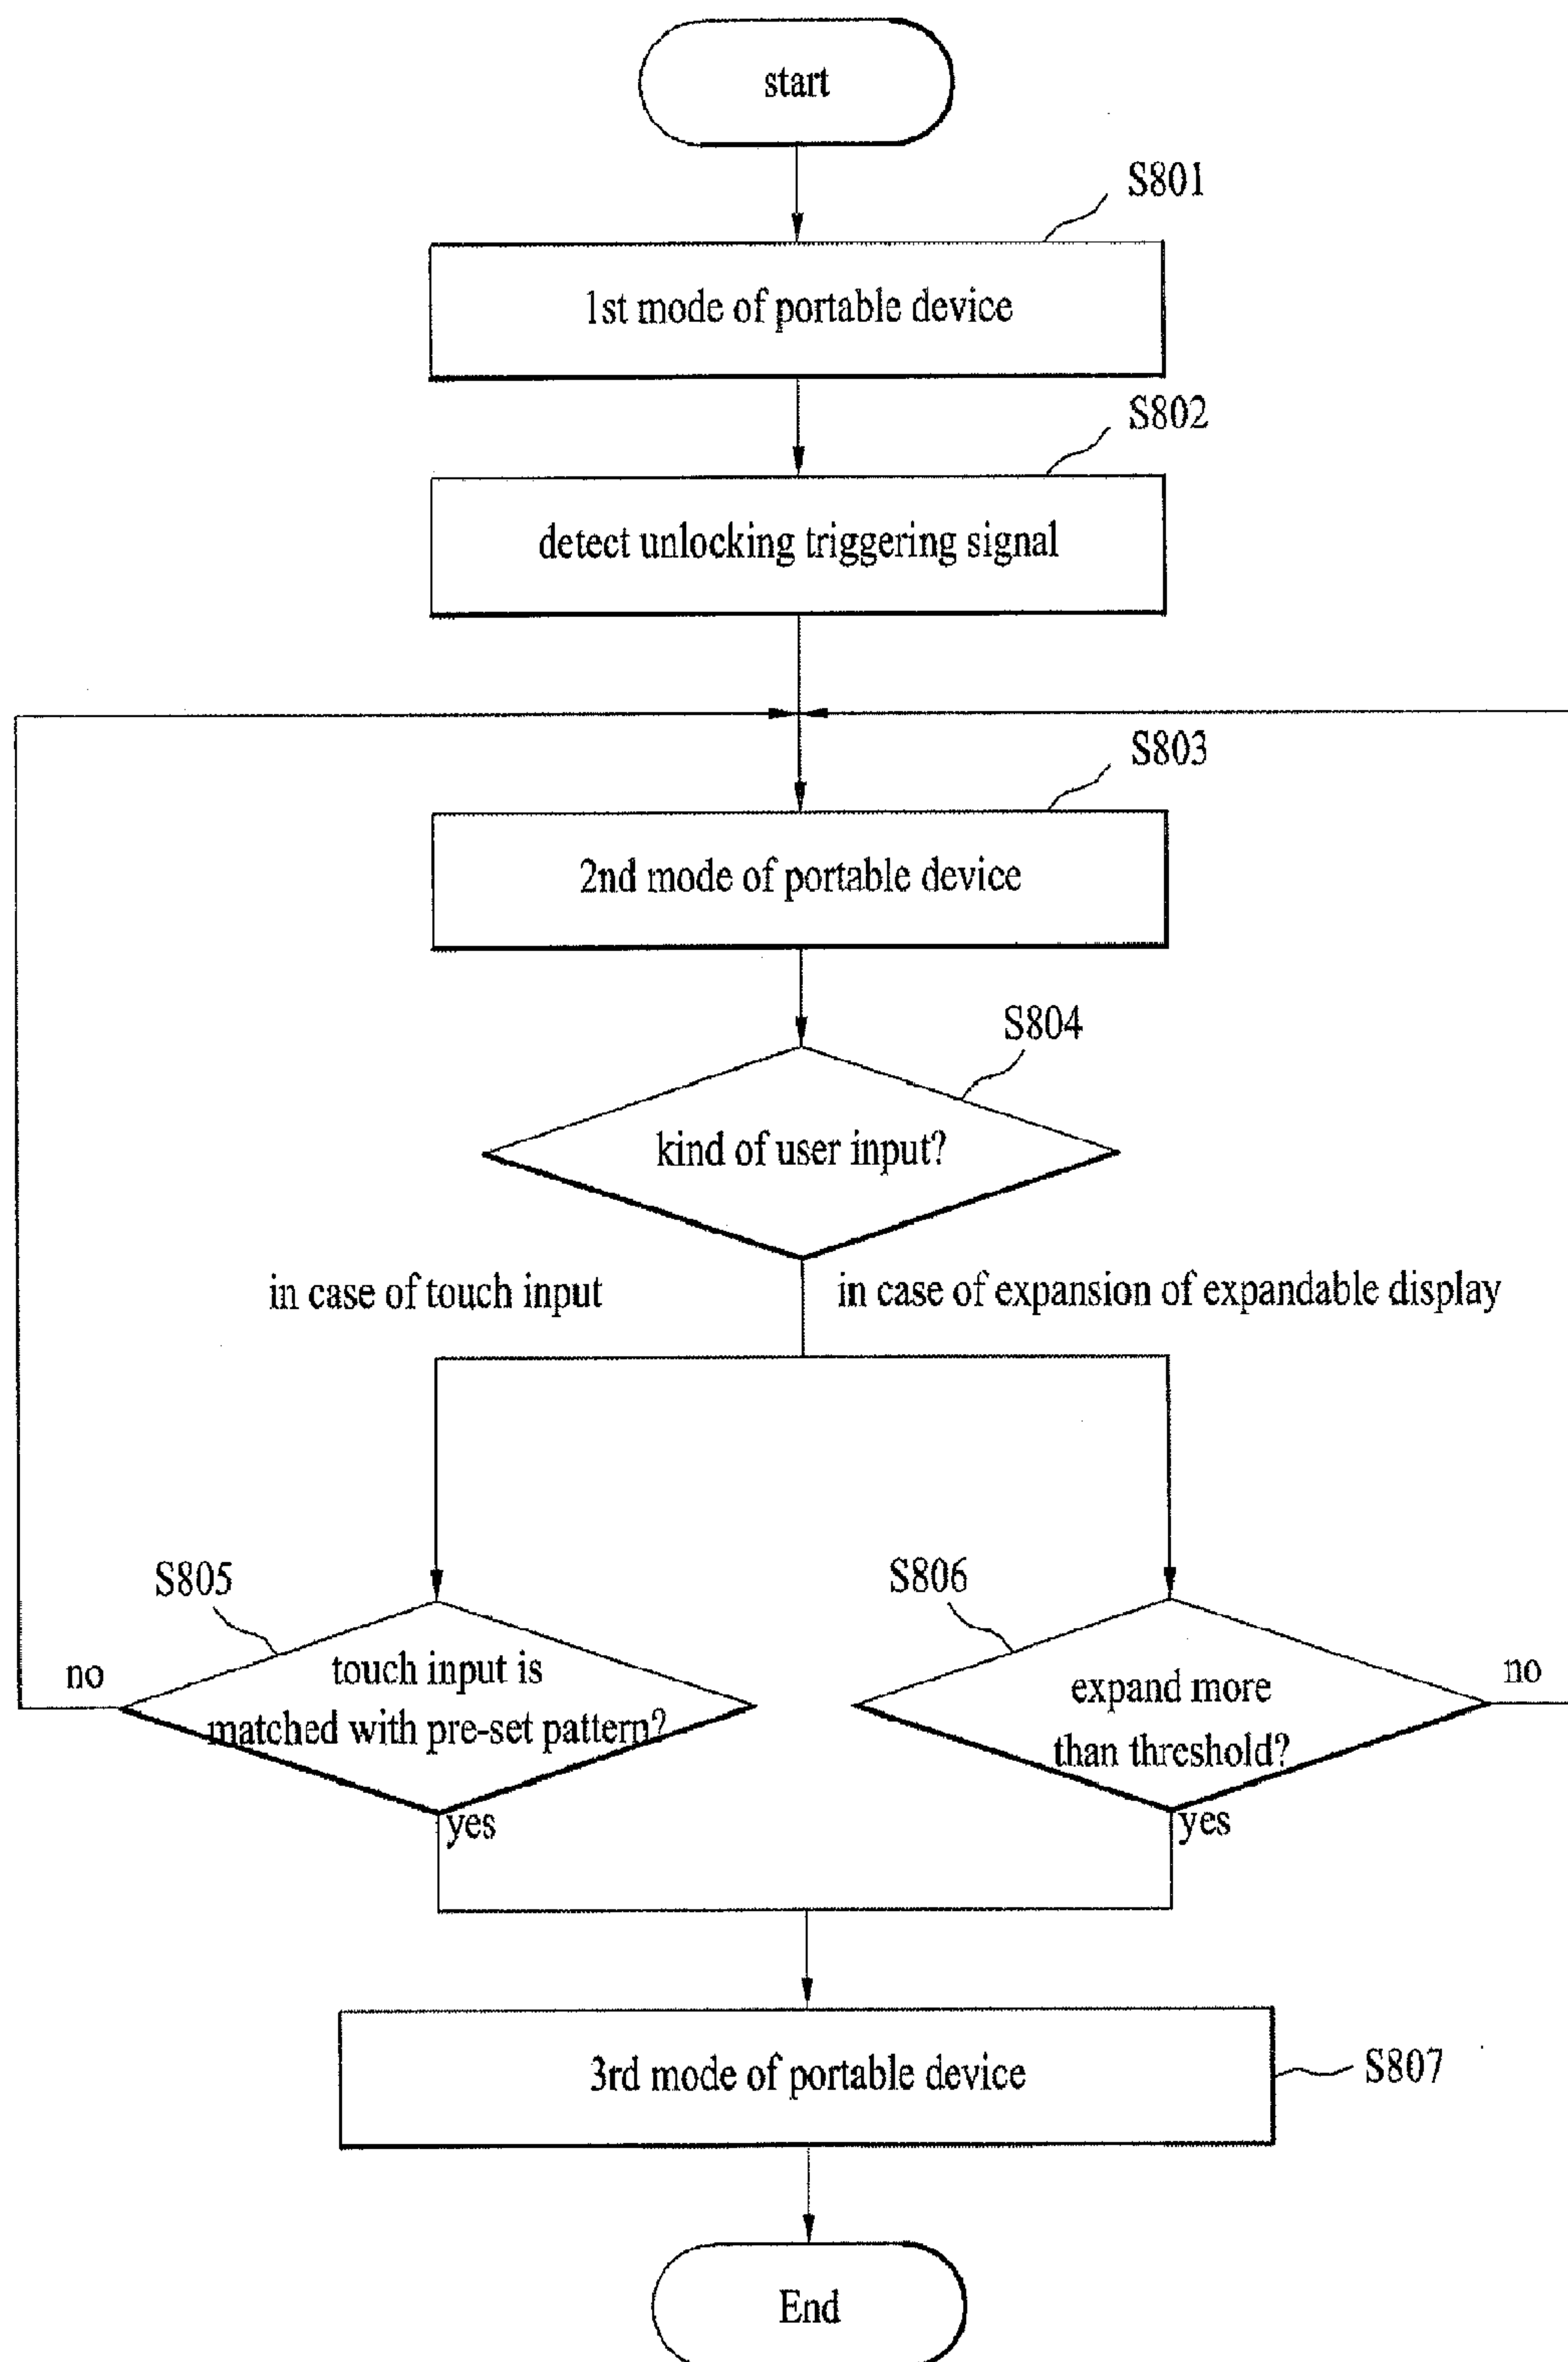 start
S801
1st mode of portable device
S802
detect unlocking triggering signal
S803
2nd mode of portable device
S804
kind of user input?
in case of touch input
in case of expansion of expandable display
S805
S806
no
touch input is
matched with pre-set pattern?
expand more
than threshold?
no
yes
yes
3rd mode of portable device
S807
End